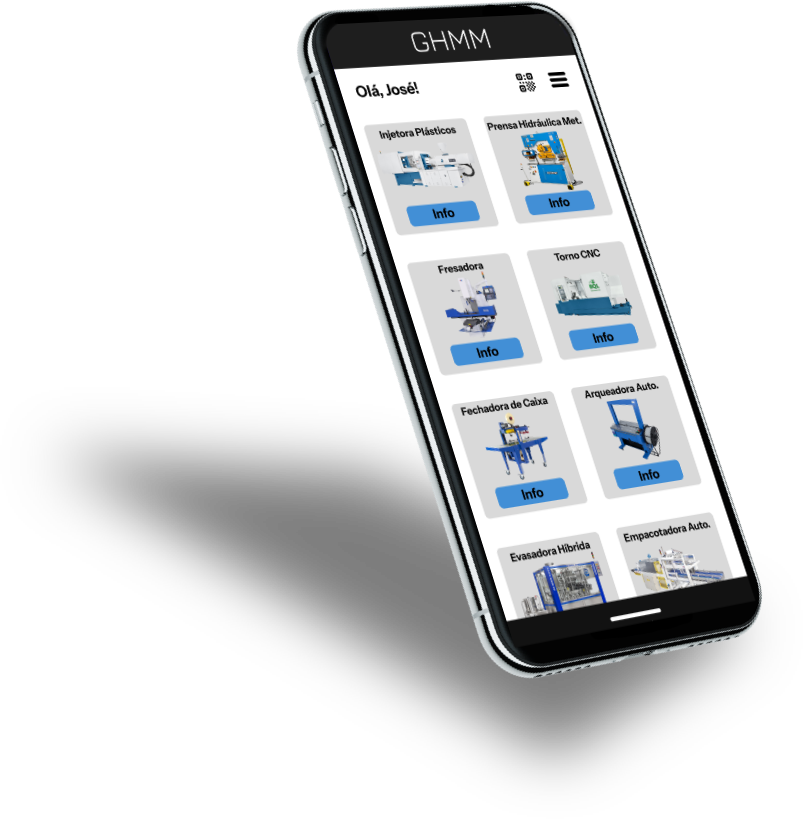 GHMM
Olá, José!
Injetora Plásticos
Prensa Hidráulica Met.
Info
Info
Fresadora
Torno CNC
Info
Info
Fechadora de Caixa
Arqueadora Auto.
Info
Info
Evasadora Híbrida
Empacotadora Auto.